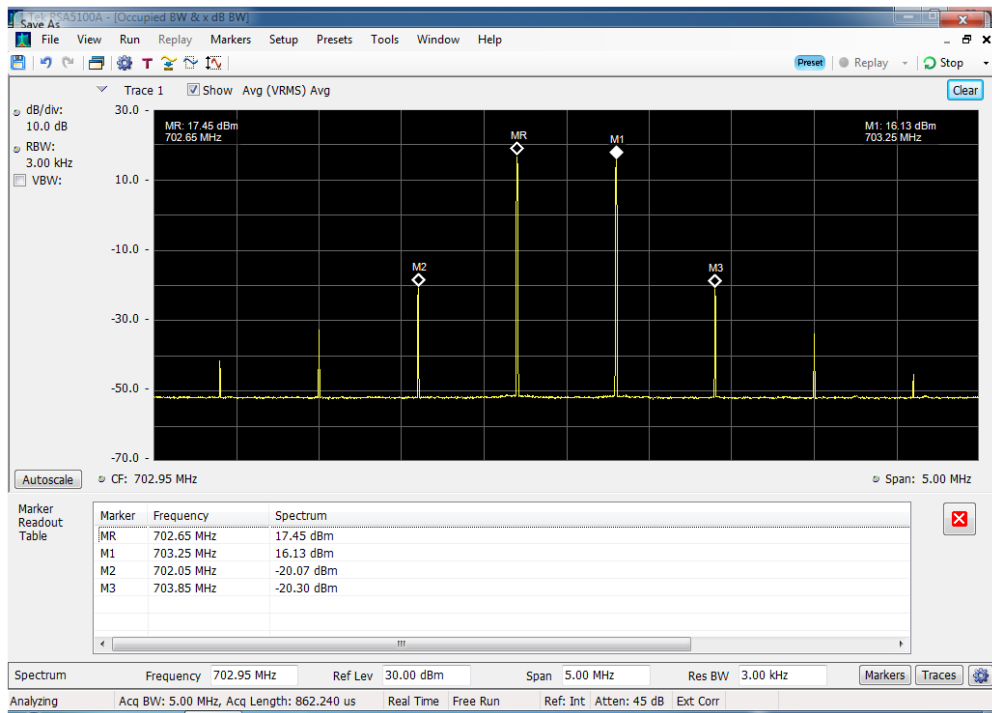 Tek RSA5100A - [Occupied BW & x dB BW]
Save As
File View Run Replay Markers Setup Presets Tools Window Help
T Preset Replay Stop
Trace 1 Show Avg (VRMS) Avg Clear
dB/div:
10.0 dB
RBW:
3.00 kHz
VBW:
30.0 -
10.0 -
-10.0 -
-30.0 -
-50.0 -
-70.0 -
MR: 17.45 dBm
702.65 MHz
M1: 16.13 dBm
703.25 MHz
MR
M1
M2
M3
Autoscale CF: 702.95 MHz Span: 5.00 MHz
Marker
Readout
Table
Marker Frequency Spectrum
MR 702.65 MHz 17.45 dBm
M1 703.25 MHz 16.13 dBm
M2 702.05 MHz -20.07 dBm
M3 703.85 MHz -20.30 dBm
Spectrum Frequency 702.95 MHz Ref Lev 30.00 dBm Span 5.00 MHz Res BW 3.00 kHz Markers Traces
Analyzing Acq BW: 5.00 MHz, Acq Length: 862.240 us Real Time Free Run Ref: Int Atten: 45 dB Ext Corr